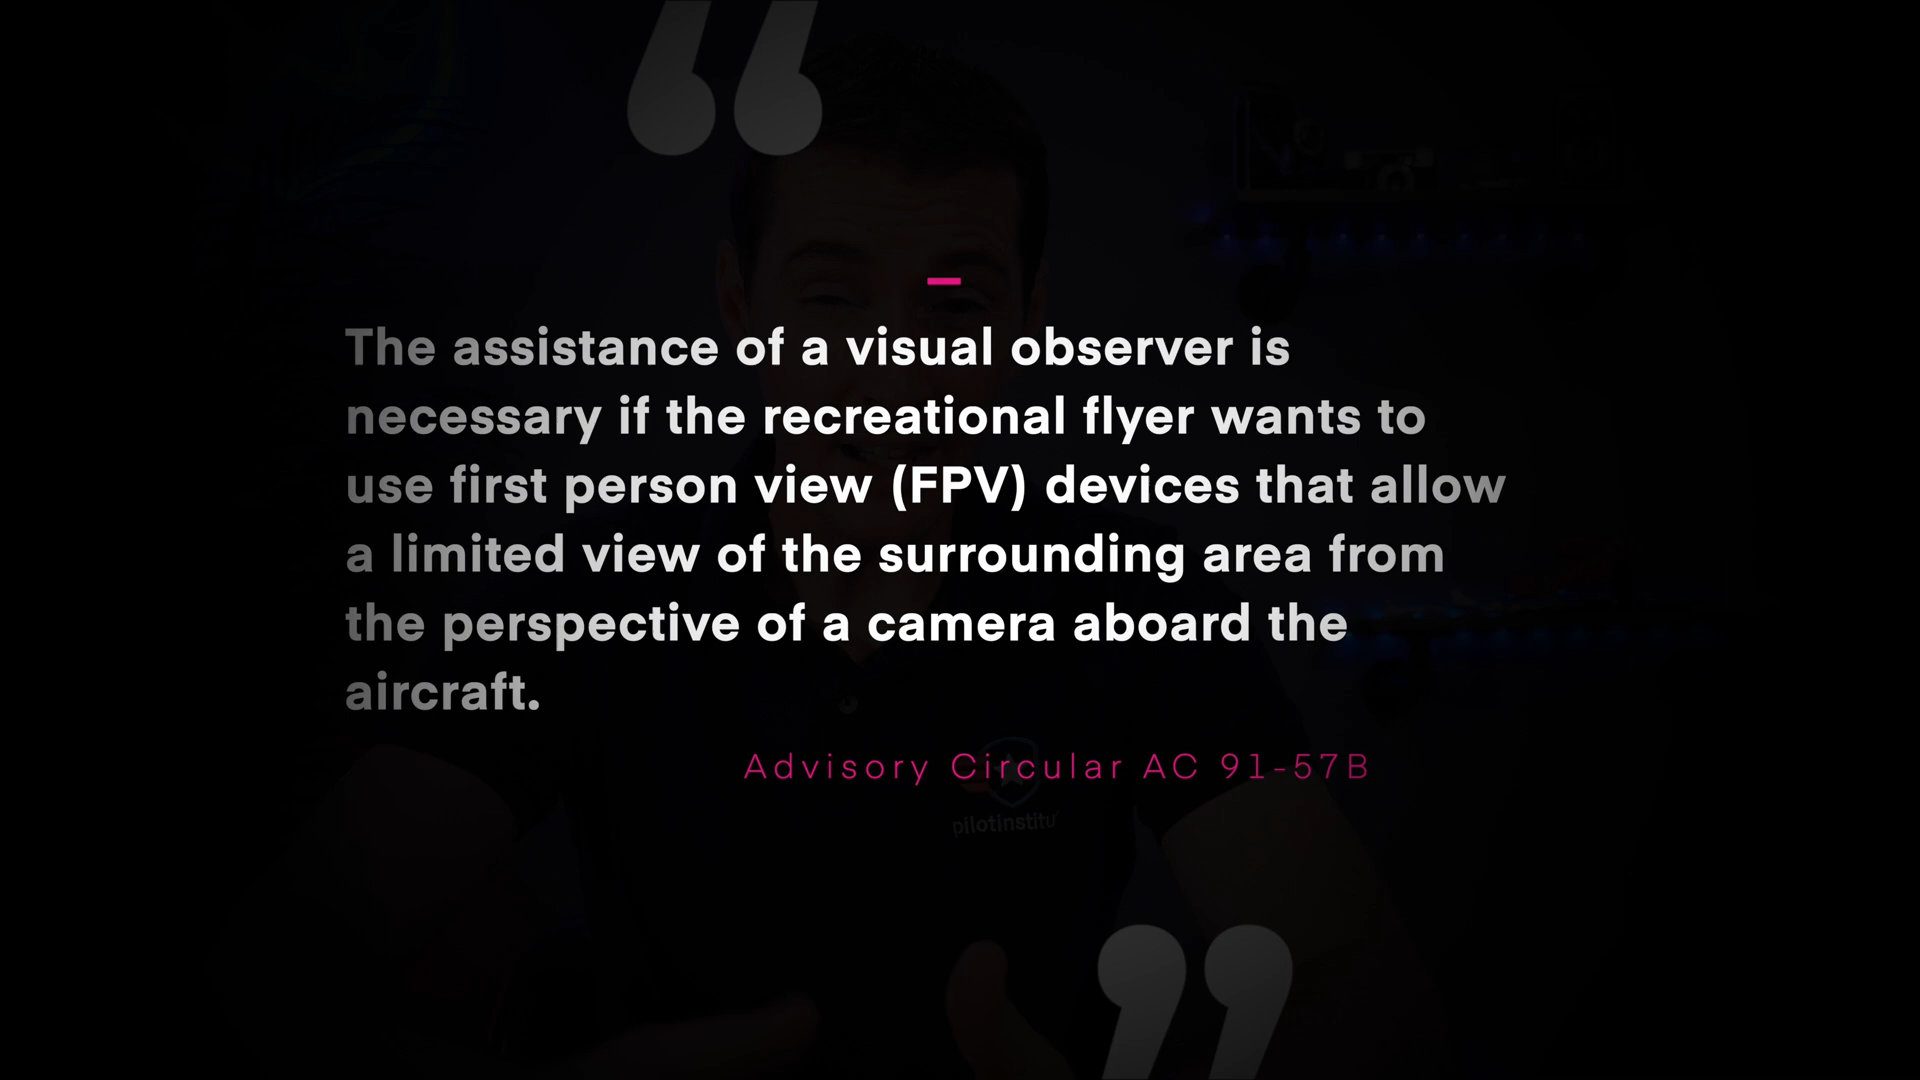 “
The assistance of a visual observer is
necessary if the recreational flyer wants to
use first person view (FPV) devices that allow
a limited view of the surrounding area from
the perspective of a camera aboard the
aircraft.
Advisory Circular AC 91-57B
pilotinstitu
”